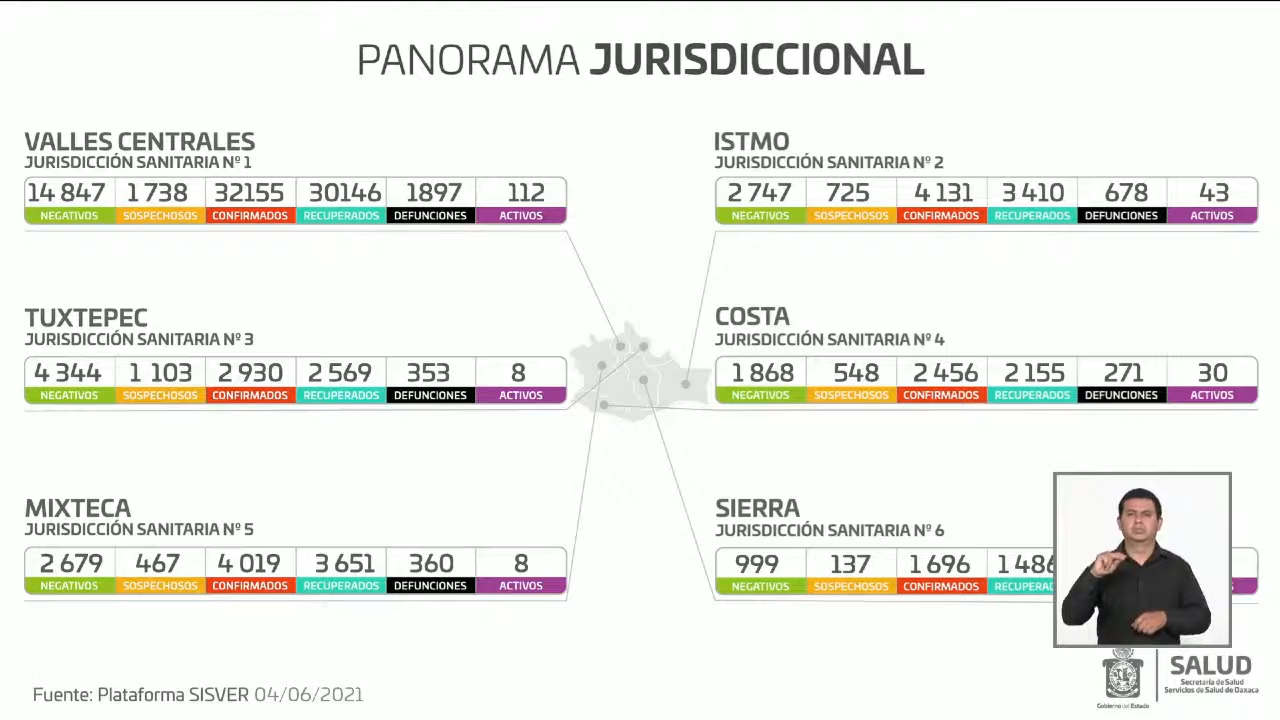 PANORAMA JURISDICCIONAL
VALLES CENTRALES
JURISDICCIÓN SANITARIA Nº 1
14 847 1 738 32155 30146 1897 112
NEGATIVOS SOSPECHOSOS CONFIRMADOS RECUPERADOS DEFUNCIONES ACTIVOS
ISTMO
JURISDICCIÓN SANITARIA Nº 2
2 747 725 4 131 3 410 678 43
NEGATIVOS SOSPECHOSOS CONFIRMADOS RECUPERADOS DEFUNCIONES ACTIVOS
TUXTEPEC
JURISDICCIÓN SANITARIA Nº 3
4 344 1 103 2 930 2 569 353 8
NEGATIVOS SOSPECHOSOS CONFIRMADOS RECUPERADOS DEFUNCIONES ACTIVOS
COSTA
JURISDICCIÓN SANITARIA Nº 4
1 868 548 2 456 2 155 271 30
NEGATIVOS SOSPECHOSOS CONFIRMADOS RECUPERADOS DEFUNCIONES ACTIVOS
MIXTECA
JURISDICCIÓN SANITARIA Nº 5
2 679 467 4 019 3 651 360 8
NEGATIVOS SOSPECHOSOS CONFIRMADOS RECUPERADOS DEFUNCIONES ACTIVOS
SIERRA
JURISDICCIÓN SANITARIA Nº 6
999 137 1 696 1 486
NEGATIVOS SOSPECHOSOS CONFIRMADOS
Fuente: Plataforma SISVER 04/06/2021
Gobierno del Estado
SALUD
Secretaría de Salud
Servicios de Salud de Oaxaca